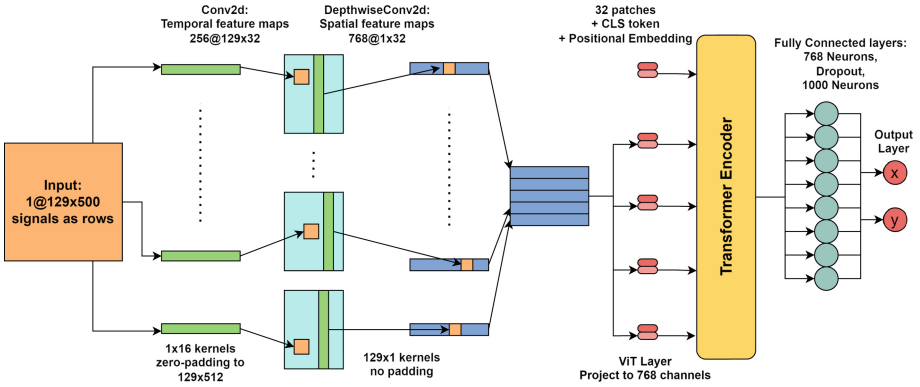 Conv2d:
Temporal feature maps
256@129x32
DepthwiseConv2d:
Spatial feature maps
768@1x32
32 patches
+ CLS token
+ Positional Embedding
Fully Connected layers:
768 Neurons,
Dropout,
1000 Neurons
Input:
1@129x500
signals as rows
Transformer Encoder
Output
Layer
x
y
1x16 kernels
zero-padding to
129x512
129x1 kernels
no padding
ViT Layer
Project to 768 channels